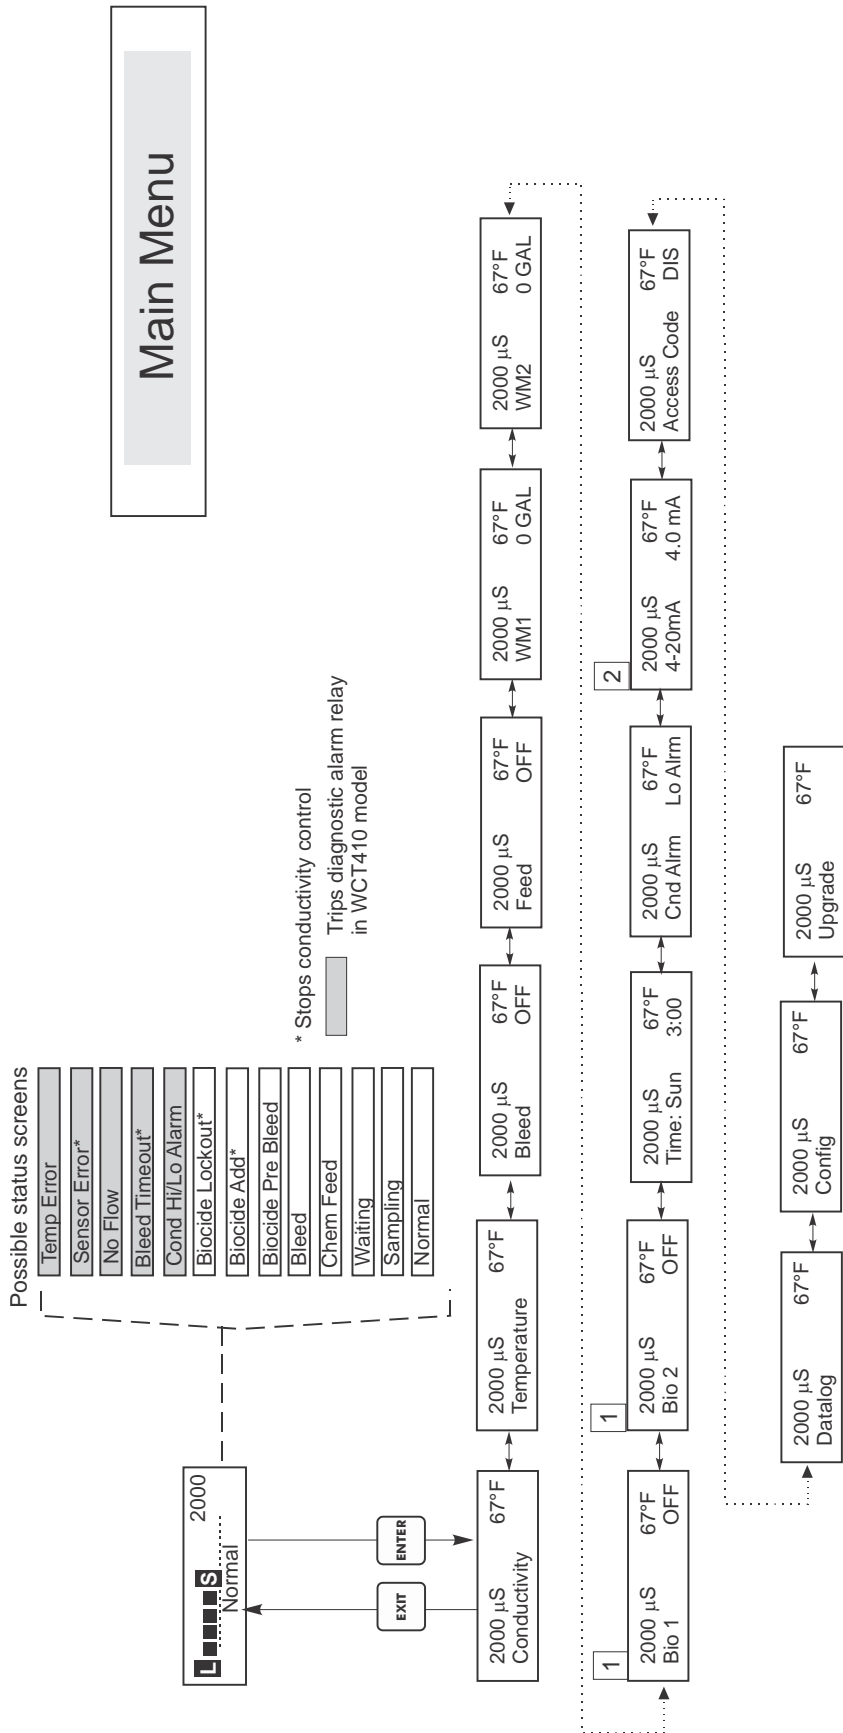 Main Menu
Possible status screens
Temp Error
Sensor Error*
No Flow
Bleed Timeout*
Cond Hi/Lo Alarm
Biocide Lockout*
Biocide Add*
Biocide Pre Bleed
Bleed
Chem Feed
Waiting
Sampling
Normal
* Stops conductivity control
Trips diagnostic alarm relay
in WCT410 model
L S 2000
Normal
EXIT
ENTER
2000 μS 67°F
Conductivity
2000 μS 67°F
Temperature
2000 μS 67°F
Bleed OFF
2000 μS 67°F
Feed OFF
2000 μS 67°F
WM1 0 GAL
2000 μS 67°F
WM2 0 GAL
1
2000 μS 67°F
Bio 1 OFF
1
2000 μS 67°F
Bio 2 OFF
2000 μS 67°F
Time: Sun 3:00
2000 μS 67°F
Cnd Alrm Lo Alrm
2
2000 μS 67°F
4-20mA 4.0 mA
2000 μS 67°F
Access Code DIS
2000 μS 67°F
Datalog
2000 μS 67°F
Config
2000 μS 67°F
Upgrade